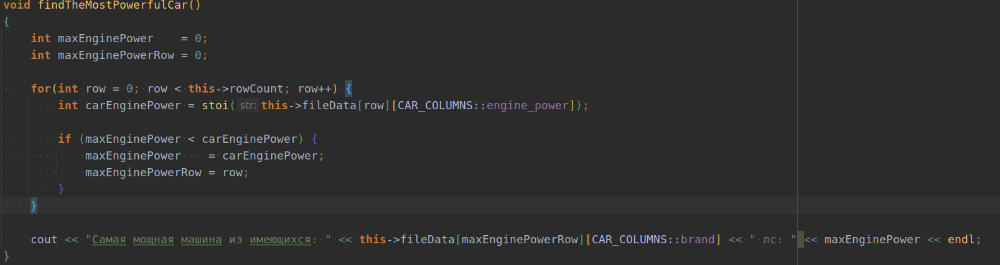 void findTheMostPowerfulCar()
{
    int maxEnginePower    = 0;
    int maxEnginePowerRow = 0;

    for(int row = 0; row < this->rowCount; row++) {
        int carEnginePower = stoi( str: this->fileData[row][CAR_COLUMNS::engine_power]);

        if (maxEnginePower < carEnginePower) {
            maxEnginePower    = carEnginePower;
            maxEnginePowerRow = row;
        }
    }

    cout << "Самая мощная машина из имеющихся: " << this->fileData[maxEnginePowerRow][CAR_COLUMNS::brand] << " лс: " << maxEnginePower << endl;
}